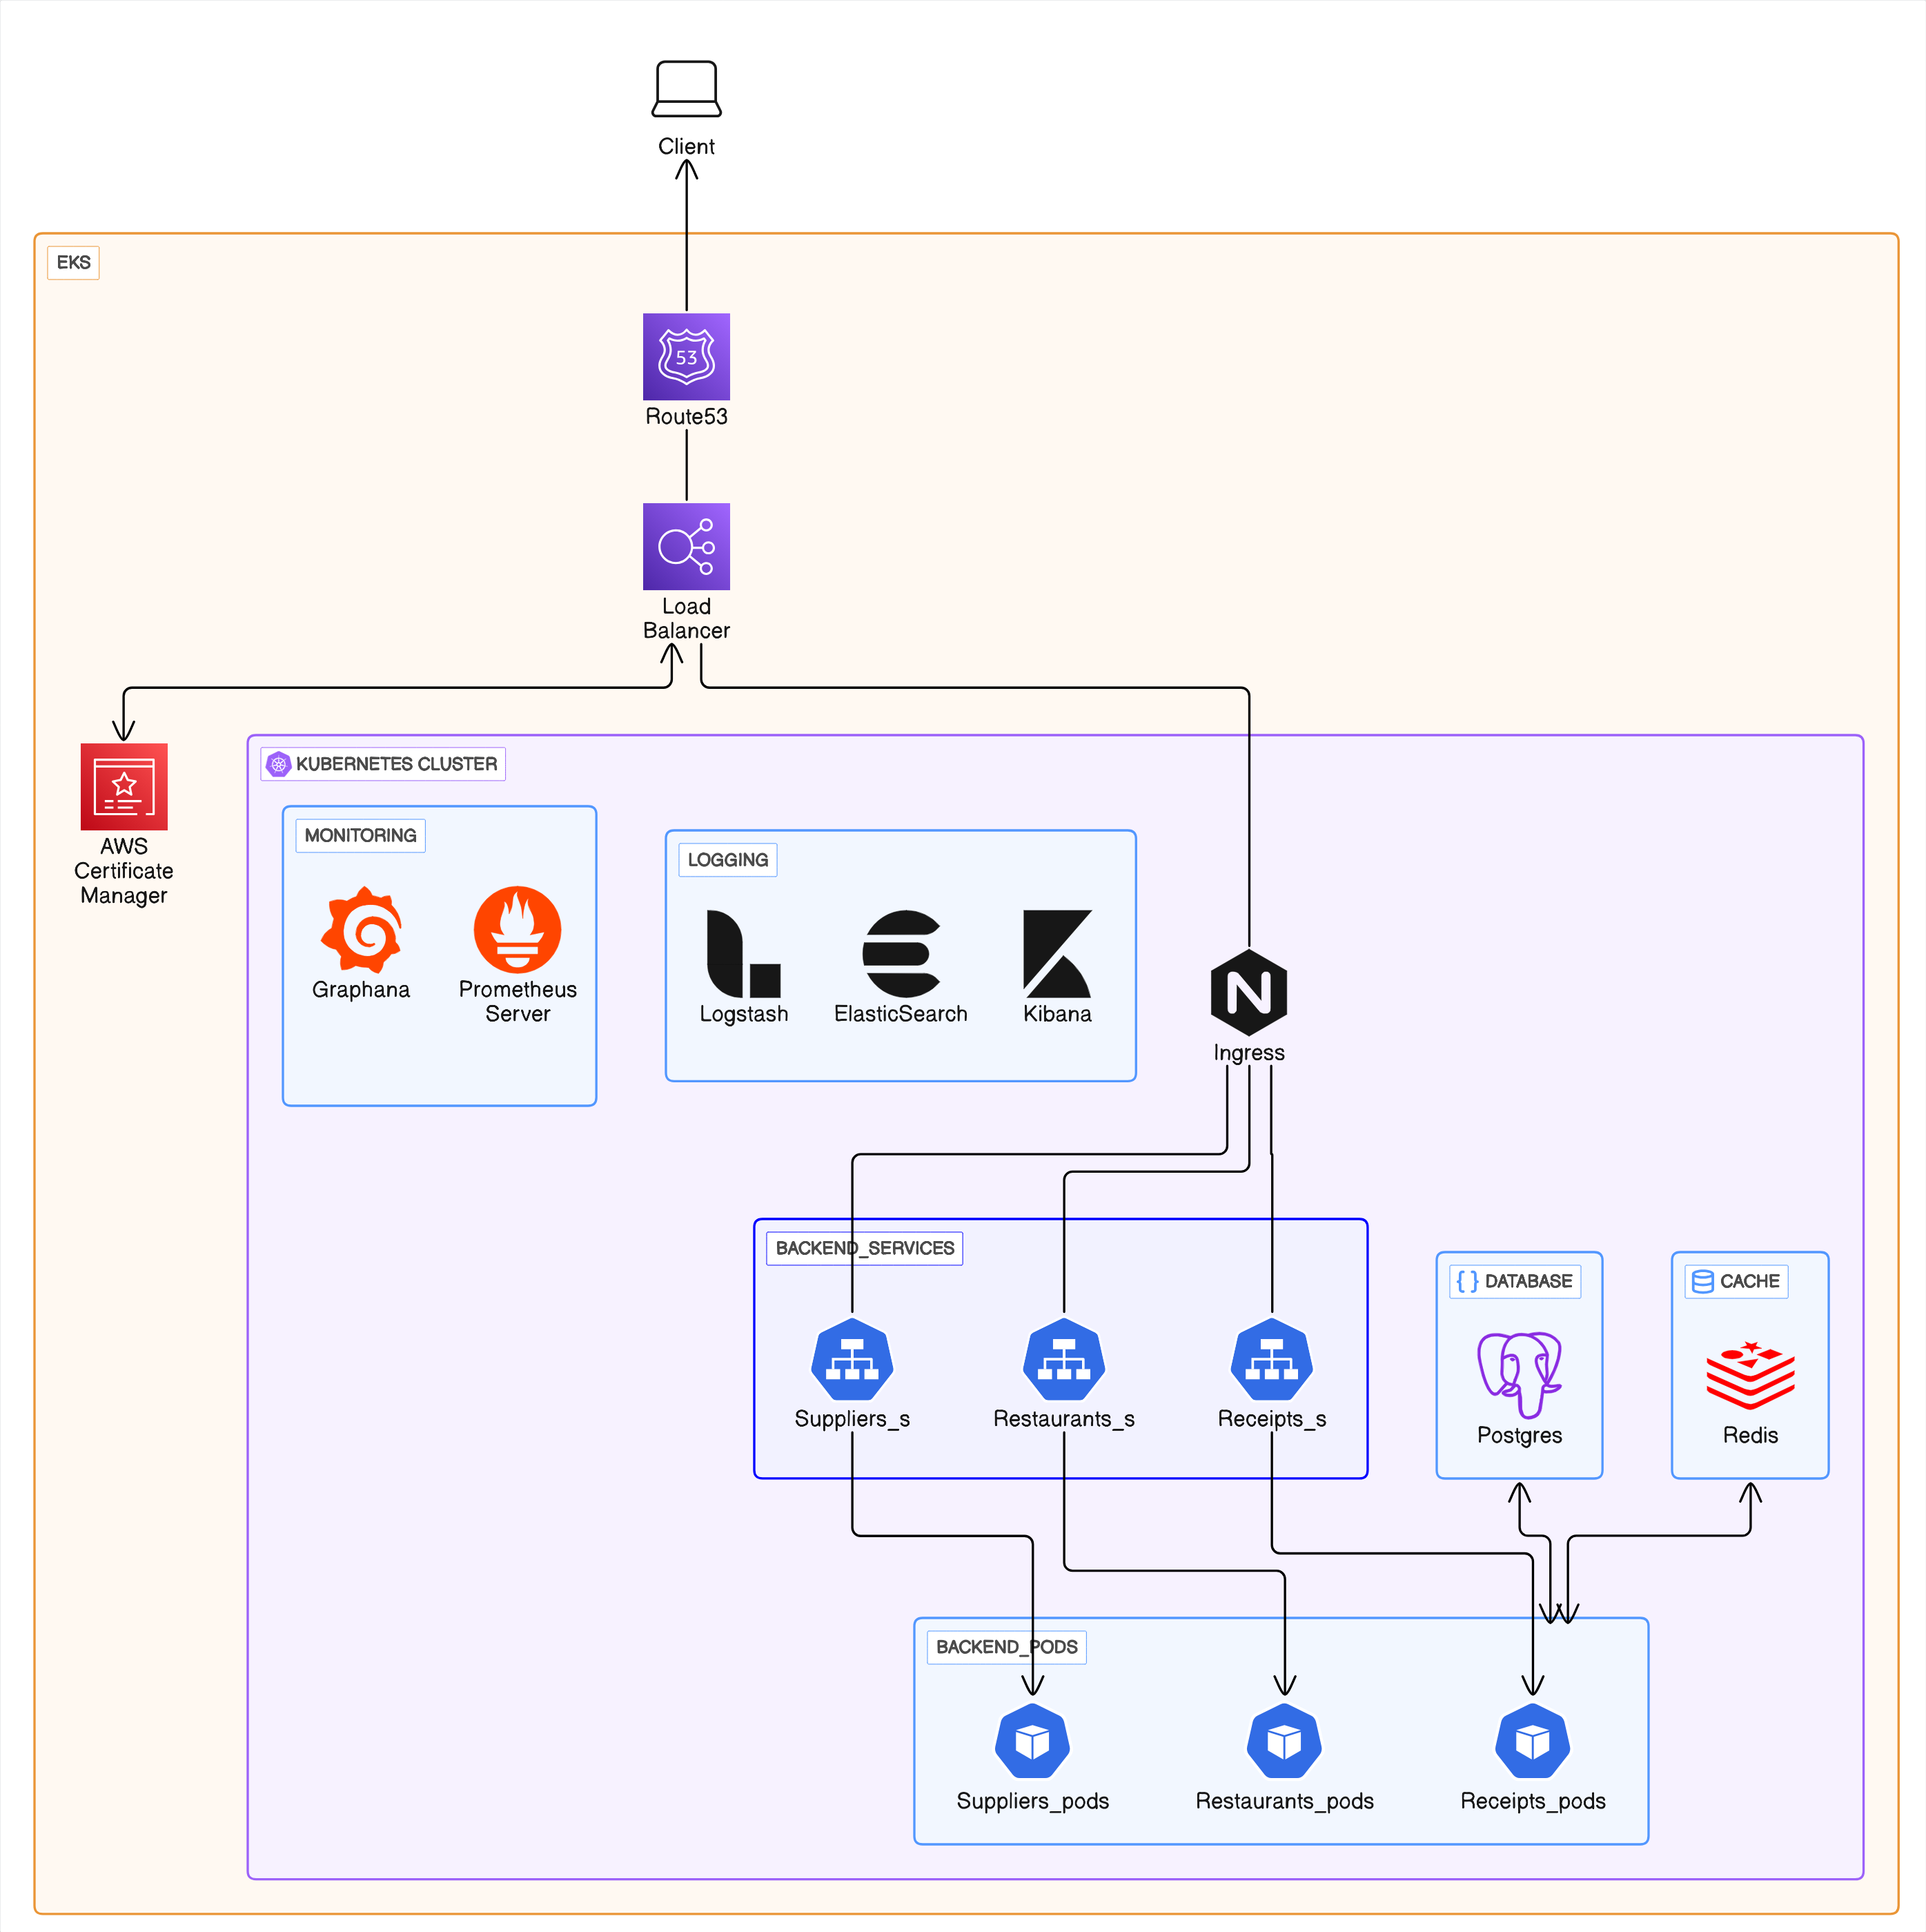 Client
EKS
53
Route53
Load
Balancer
AWS
Certificate
Manager
KUBERNETES CLUSTER
MONITORING
Graphana
Prometheus
Server
LOGGING
Logstash
ElasticSearch
Kibana
N
Ingress
BACKEND_SERVICES
Suppliers_s
Restaurants_s
Receipts_s
{ } DATABASE
Postgres
CACHE
Redis
BACKEND_PODS
Suppliers_pods
Restaurants_pods
Receipts_pods